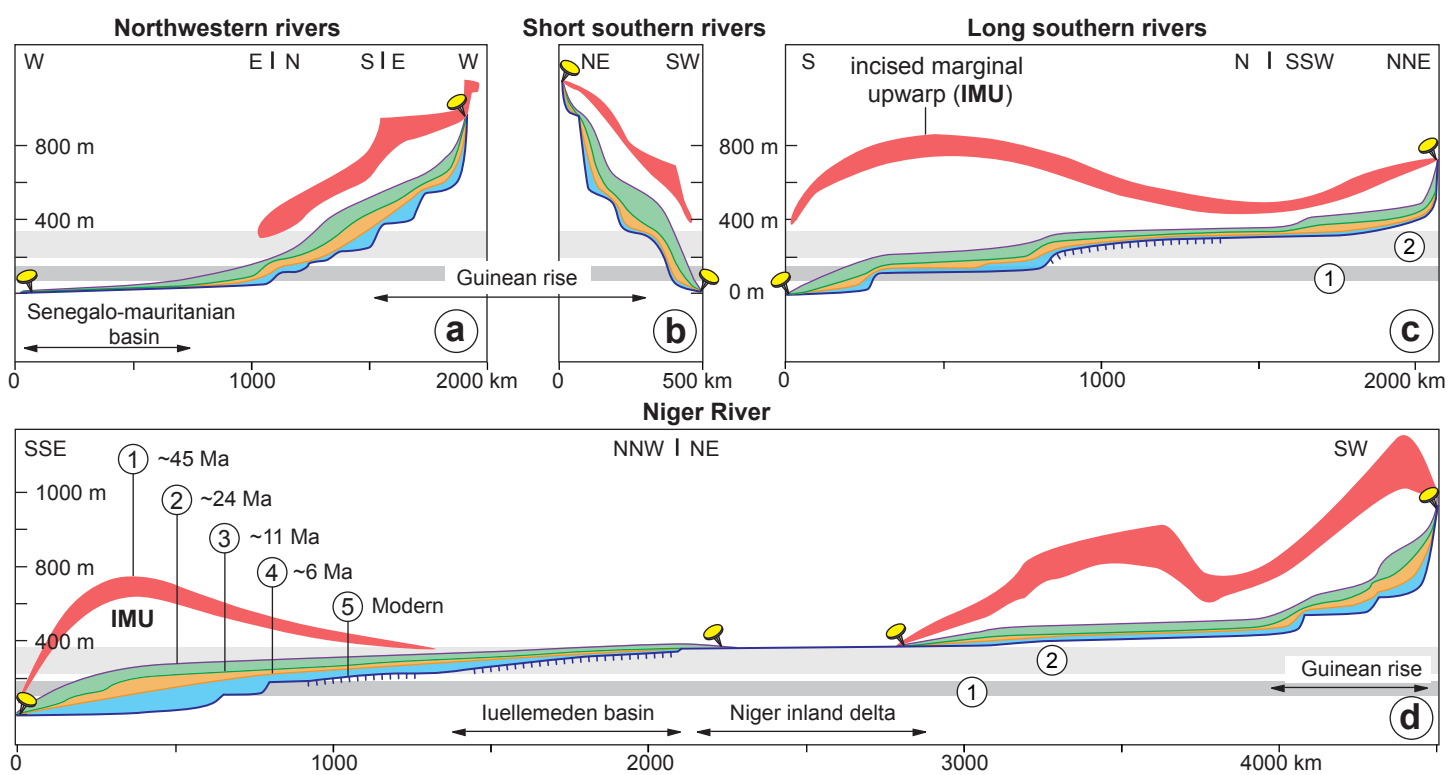 Northwestern rivers
W E N S E W
800 m
400 m
0 m
Senegalo-mauritanian
basin
Guinean rise
a
0 1000 2000 km
Short southern rivers
NE SW
b
0 500 km
Long southern rivers
S N SSW NNE
incised marginal
upwarp (IMU)
800 m
400 m
0 m
2
1
c
0 1000 2000 km
Niger River
SSE NNW NE SW
1 ~45 Ma
1000 m
2 ~24 Ma
3 ~11 Ma
800 m
4 ~6 Ma
IMU
5 Modern
400 m
2
1
Guinean rise
Iuellemeden basin
Niger inland delta
d
0 1000 2000 3000 4000 km